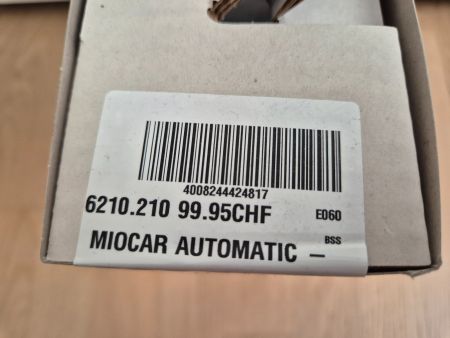 4008244424817
6210.210 99.95CHF E060
BSS
MIOCAR AUTOMATIC –